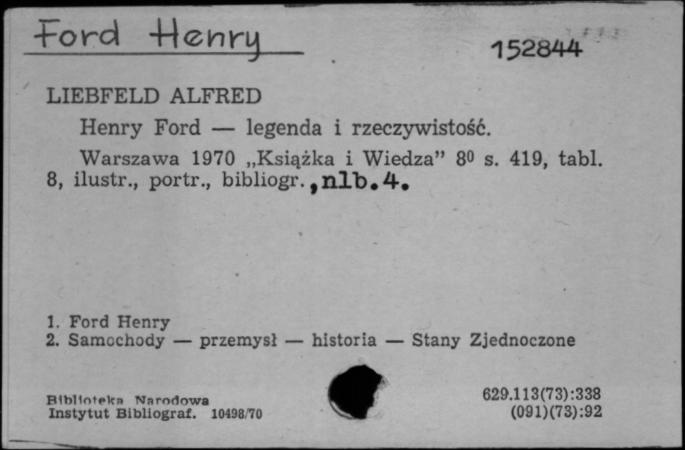 Ford Henry
152844
LIEBFELD ALFRED
Henry Ford — legenda i rzeczywistość.
Warszawa 1970 „Książka i Wiedza” 8⁰ s. 419, tabl.
8, ilustr., portr., bibliogr. , nlb. 4.
1. Ford Henry
2. Samochody — przemysł — historia — Stany Zjednoczone
Biblioteka Narodowa
Instytut Bibliograf. 10498/70
629.113(73):338
(091)(73):92